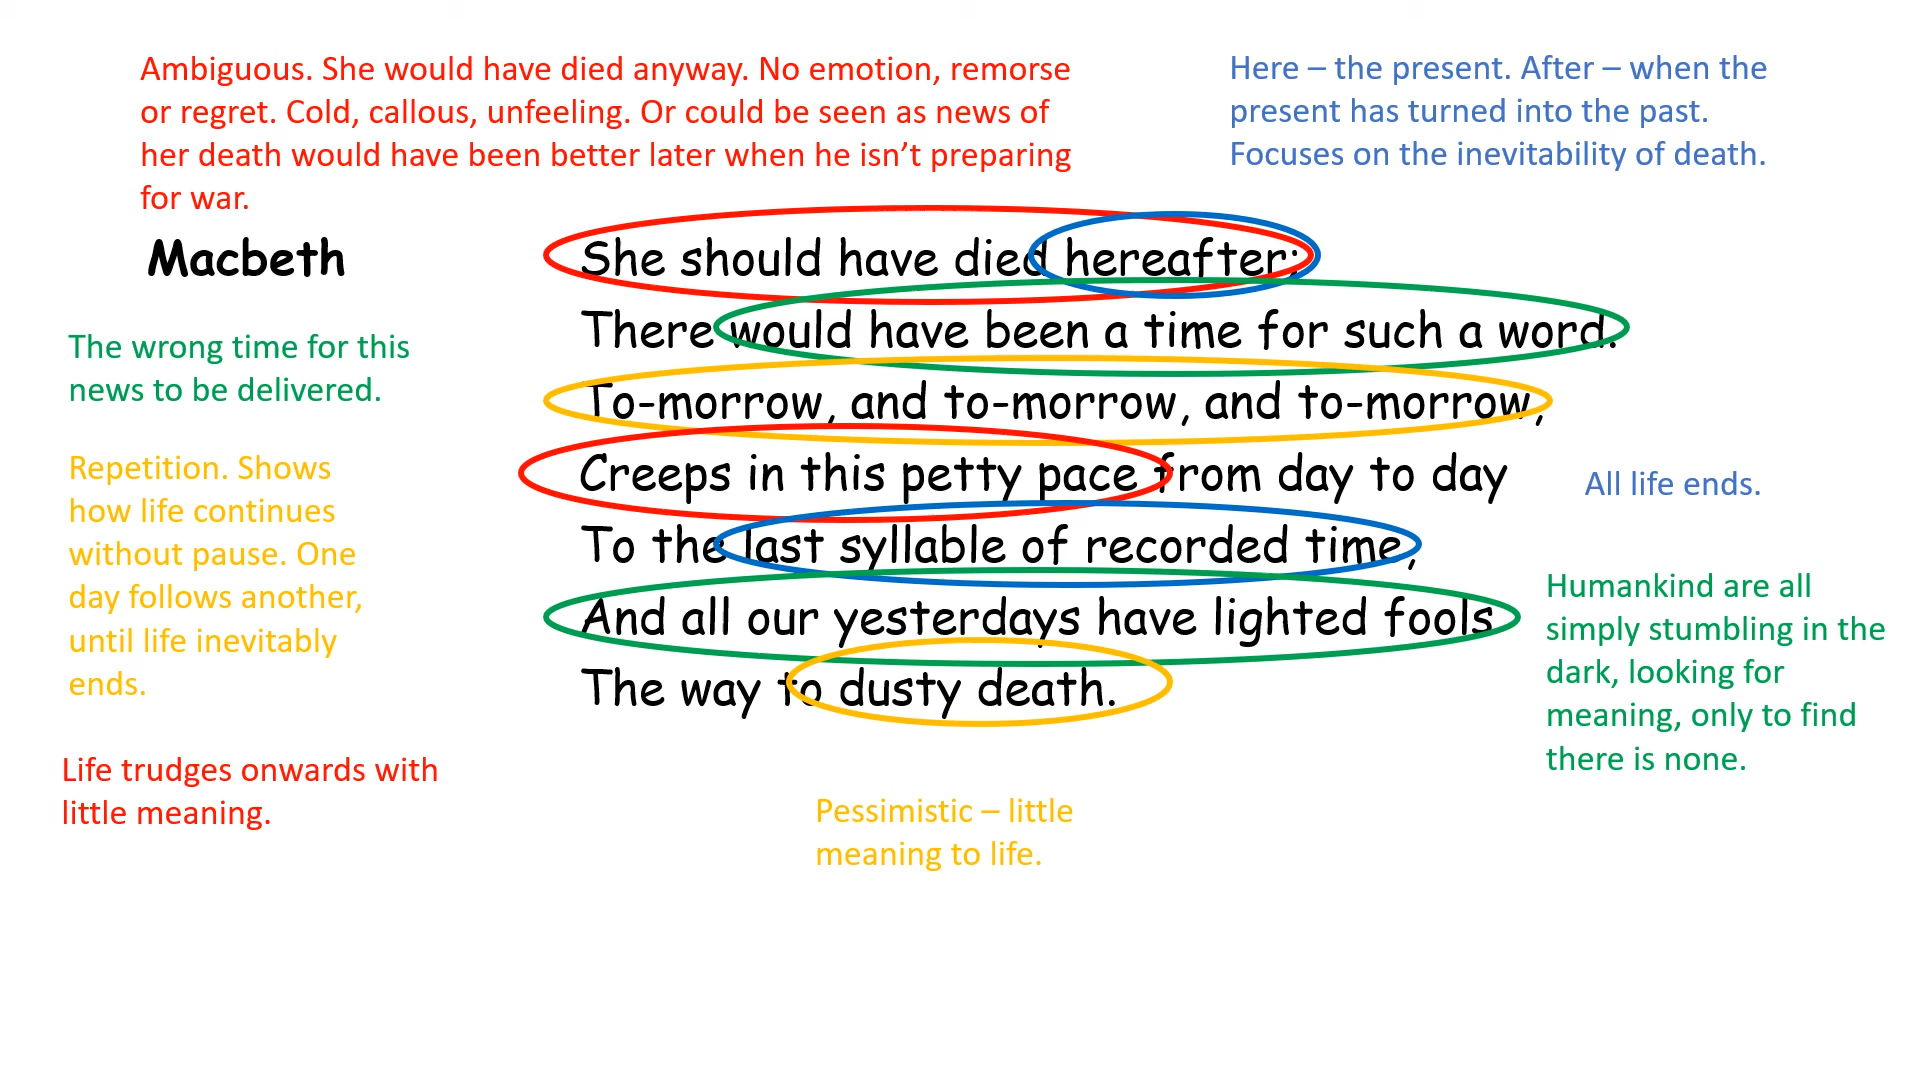 Ambiguous. She would have died anyway. No emotion, remorse
or regret. Cold, callous, unfeeling. Or could be seen as news of
her death would have been better later when he isn’t preparing
for war.
Here – the present. After – when the
present has turned into the past.
Focuses on the inevitability of death.
Macbeth
She should have died hereafter;
There would have been a time for such a word.
To-morrow, and to-morrow, and to-morrow,
Creeps in this petty pace from day to day
To the last syllable of recorded time,
And all our yesterdays have lighted fools
The way to dusty death.
The wrong time for this
news to be delivered.
Repetition. Shows
how life continues
without pause. One
day follows another,
until life inevitably
ends.
Life trudges onwards with
little meaning.
All life ends.
Humankind are all
simply stumbling in the
dark, looking for
meaning, only to find
there is none.
Pessimistic – little
meaning to life.